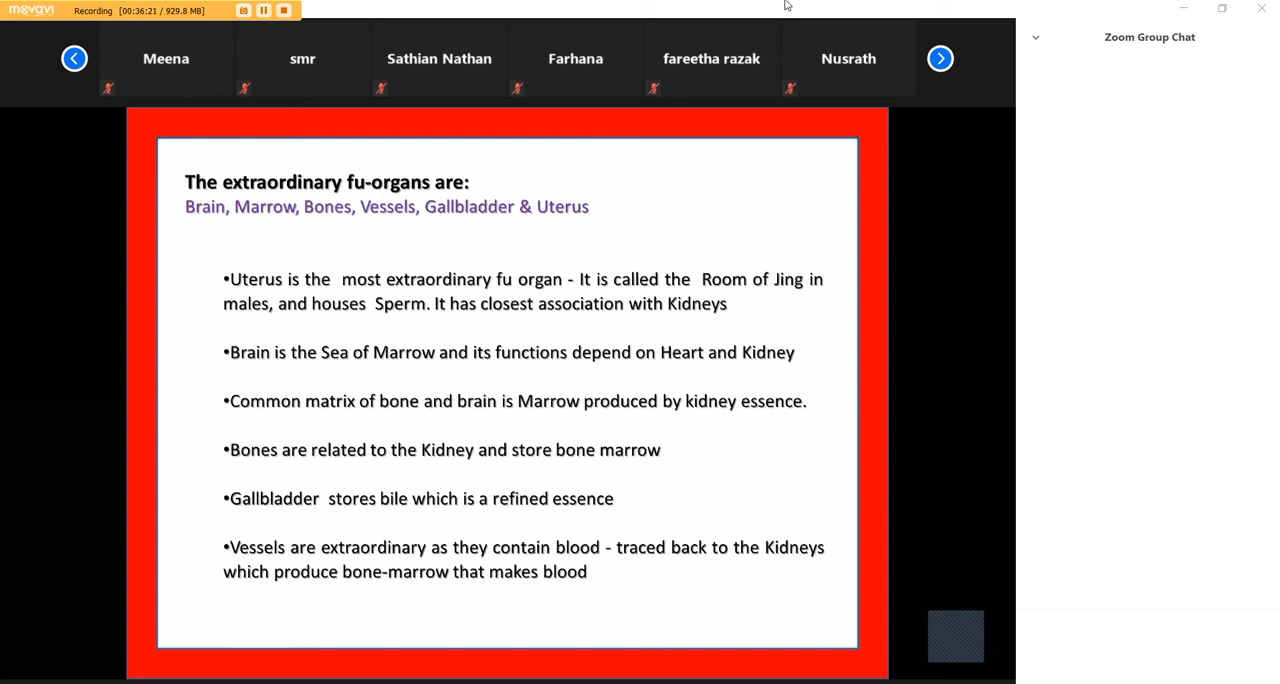 movavi Recording [00:36:21 / 929.8 MB]
Zoom Group Chat
Meena smr Sathian Nathan Farhana fareetha razak Nusrath
The extraordinary fu-organs are:
Brain, Marrow, Bones, Vessels, Gallbladder & Uterus
•Uterus is the most extraordinary fu organ - It is called the Room of Jing in
males, and houses Sperm. It has closest association with Kidneys
•Brain is the Sea of Marrow and its functions depend on Heart and Kidney
•Common matrix of bone and brain is Marrow produced by kidney essence.
•Bones are related to the Kidney and store bone marrow
•Gallbladder stores bile which is a refined essence
•Vessels are extraordinary as they contain blood - traced back to the Kidneys
which produce bone-marrow that makes blood